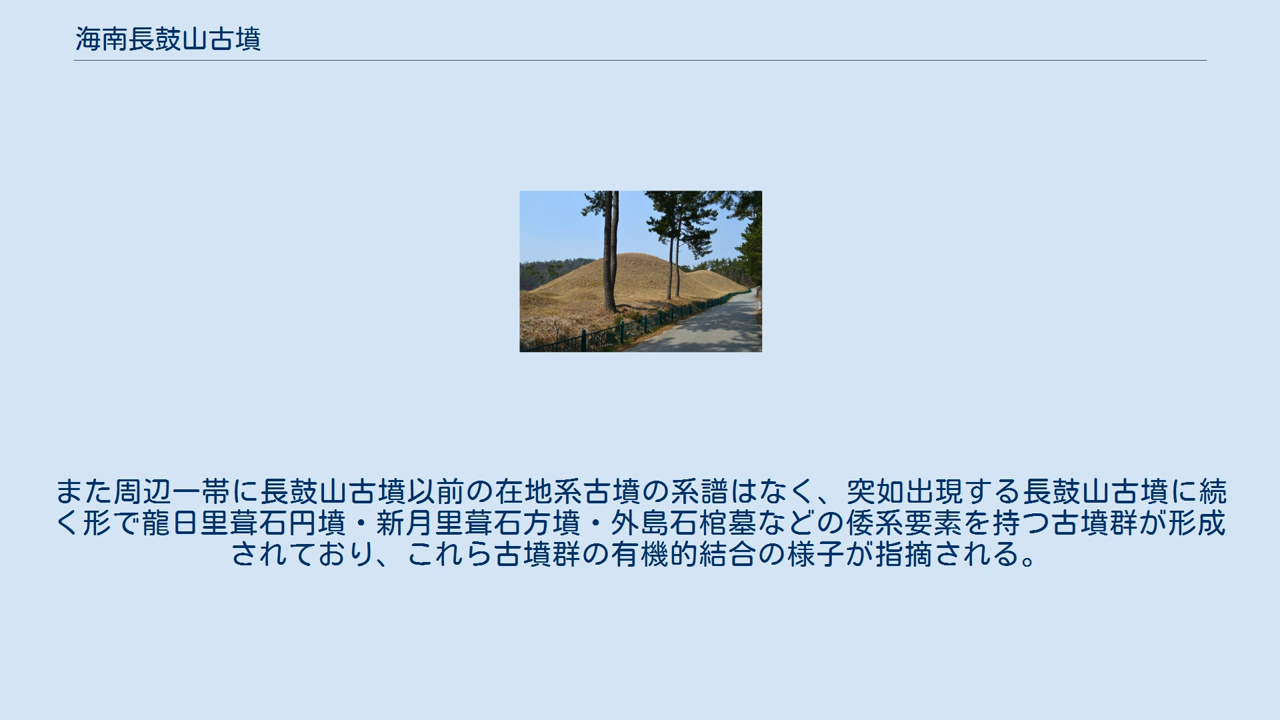 海南長鼓山古墳
また周辺一帯に長鼓山古墳以前の在地系古墳の系譜はなく、突如出現する長鼓山古墳に続
く形で龍日里葺石円墳・新月里葺石方墳・外島石棺墓などの倭系要素を持つ古墳群が形成
されており、これら古墳群の有機的結合の様子が指摘される。